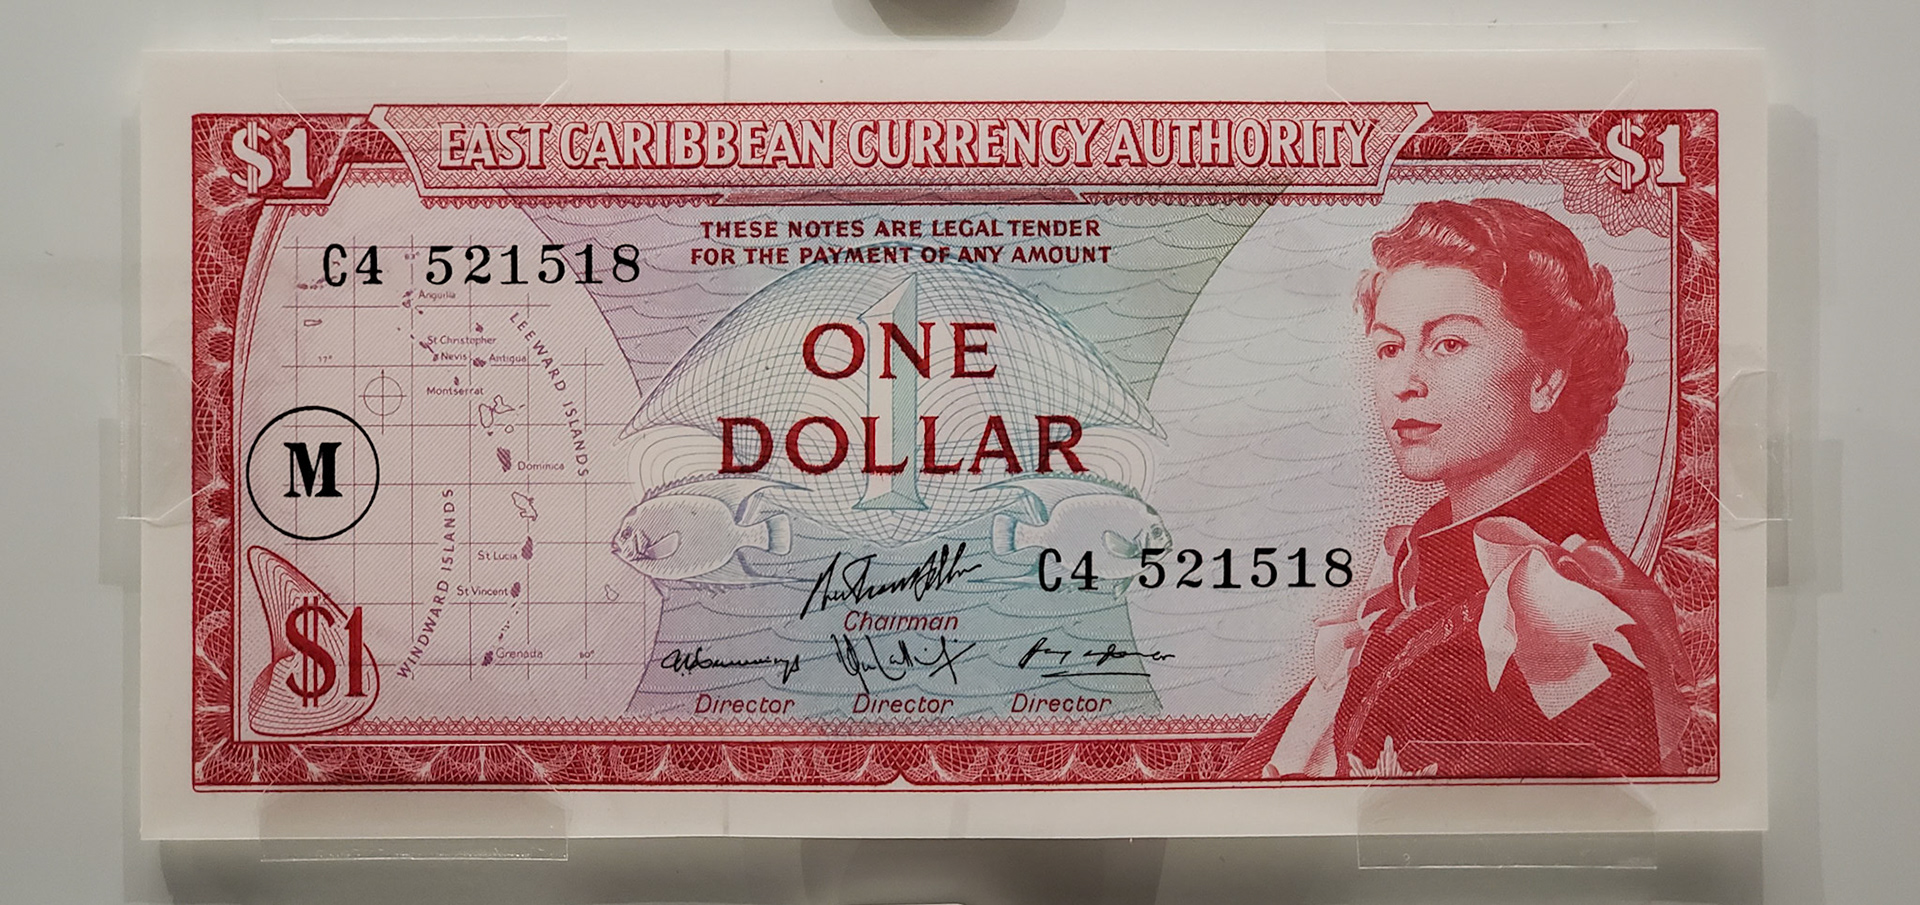 $1
EAST CARIBBEAN CURRENCY AUTHORITY
$1
THESE NOTES ARE LEGAL TENDER
FOR THE PAYMENT OF ANY AMOUNT
C4 521518
Anguilla
LEEWARD ISLANDS
St Christopher
Nevis
Antigua
17°
Montserrat
1
ONE
DOLLAR
M
Dominica
WINDWARD ISLANDS
St Lucia
St Vincent
Grenada
60°
C4 521518
Chairman
$1
Director
Director
Director